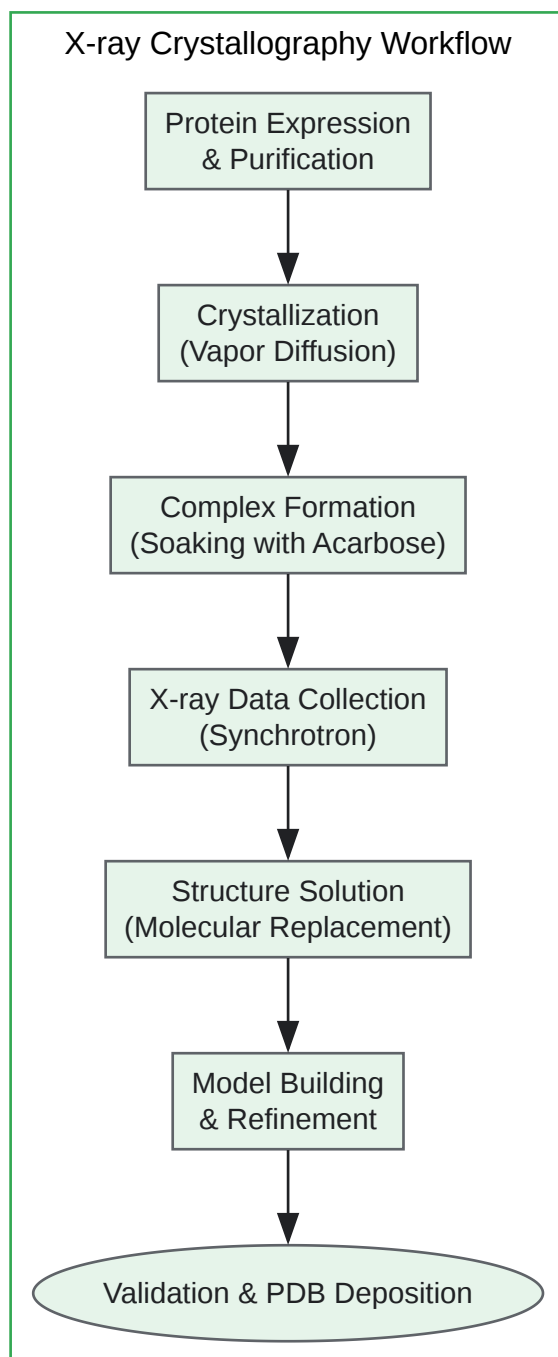 X-ray Crystallography Workflow
Protein Expression
& Purification
Crystallization
(Vapor Diffusion)
Complex Formation
(Soaking with Acarbose)
X-ray Data Collection
(Synchrotron)
Structure Solution
(Molecular Replacement)
Model Building
& Refinement
Validation & PDB Deposition